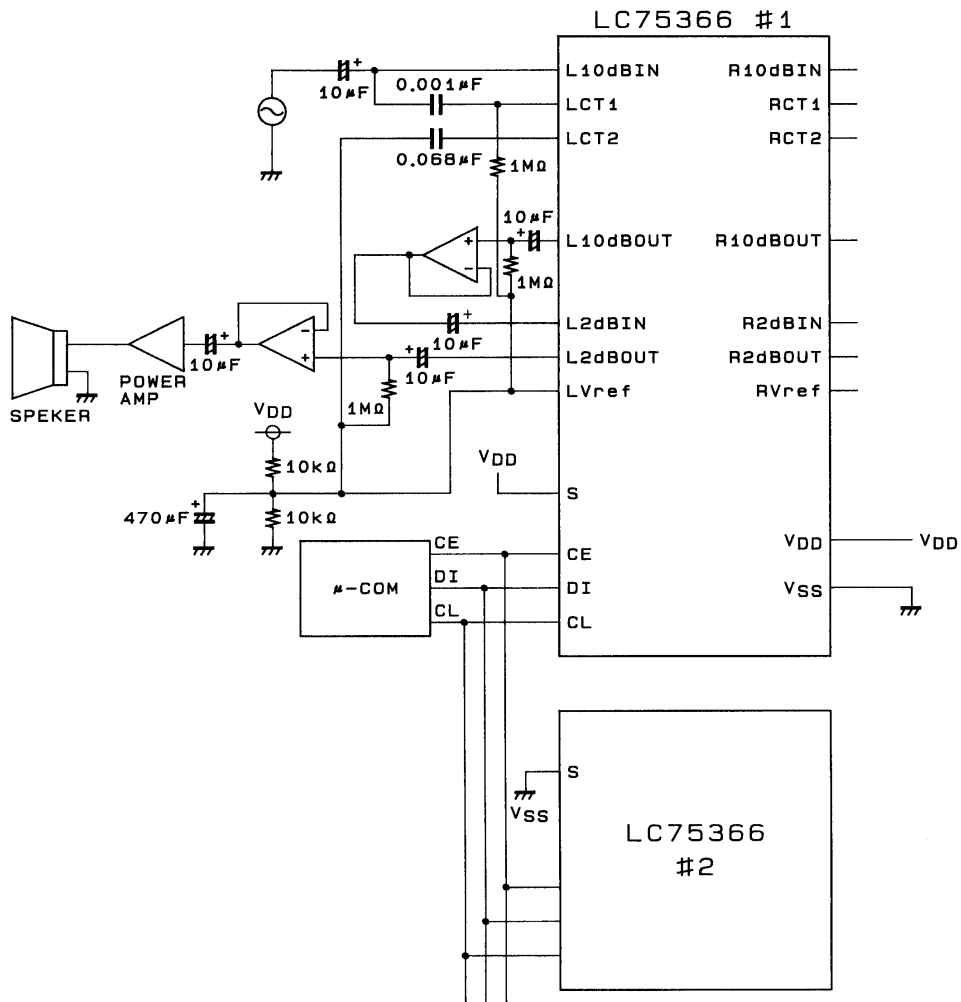 LC75366 #1
L10dBIN
R10dBIN
+
10μF
0.001μF
LCT1
RCT1
LCT2
RCT2
0.068μF
1MΩ
10μF
+
+
L10dBOUT
R10dBOUT
−
1MΩ
+
L2dBIN
R2dBIN
10μF
+
−
+
+
L2dBOUT
R2dBOUT
10μF
10μF
POWER
AMP
LVref
RVref
SPEKER
1MΩ
VDD
VDD
10kΩ
S
+
470μF
10kΩ
CE
CE
VDD
VDD
μ-COM
DI
DI
VSS
CL
CL
S
VSS
LC75366
#2